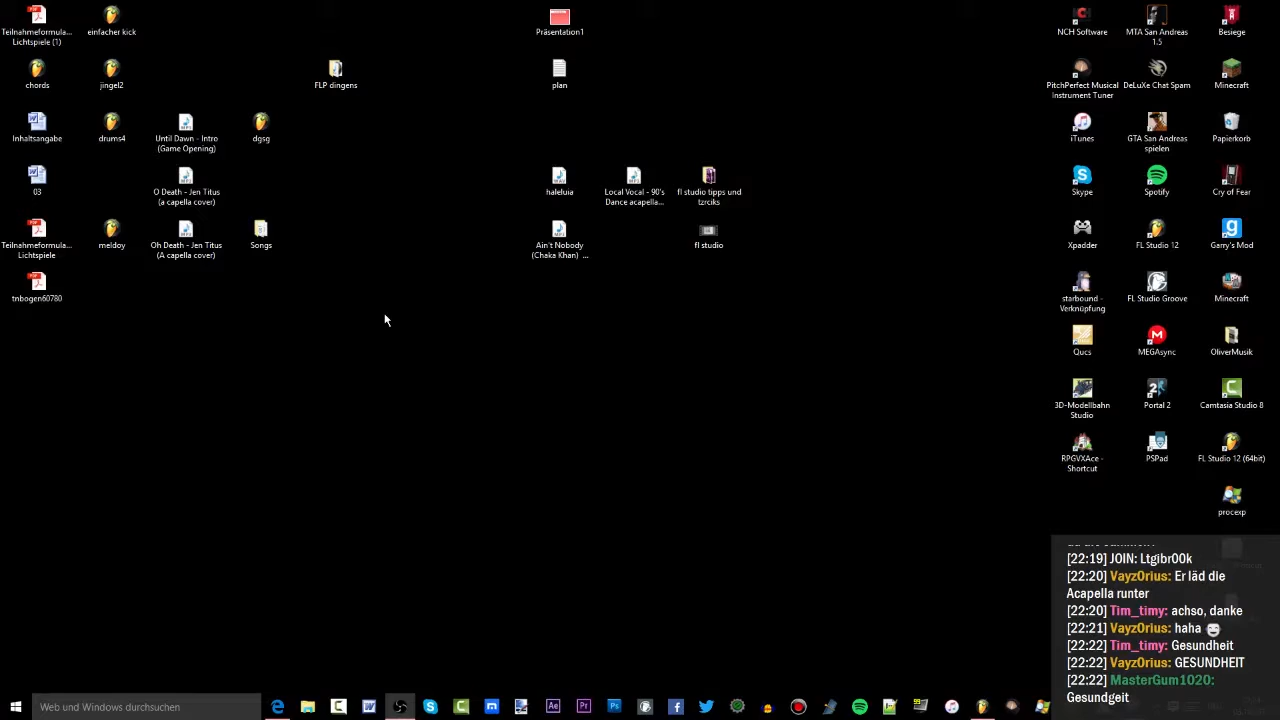 Teilnahmeformula...
Lichtspiele (1)
einfacher kick
Präsentation1
NCH Software
MTA San Andreas
1.5
Besiege
chords
jingel2
FLP dingens
plan
PitchPerfect Musical
Instrument Tuner
DeLuXe Chat Spam
Minecraft
Inhaltsangabe
drums4
Until Dawn - Intro
(Game Opening)
dgsg
iTunes
GTA San Andreas
spielen
Papierkorb
03
O Death - Jen Titus
(a capella cover)
haleluia
Local Vocal - 90's
Dance acapella...
fl studio tipps und
tzrciks
Skype
Spotify
Cry of Fear
Teilnahmeformula...
Lichtspiele
meldoy
Oh Death - Jen Titus
(A capella cover)
Songs
Ain't Nobody
(Chaka Khan) ...
fl studio
Xpadder
FL Studio 12
Garry's Mod
tnbogen60780
starbound -
Verknüpfung
FL Studio Groove
Minecraft
Qucs
MEGAsync
OliverMusik
3D-Modellbahn
Studio
Portal 2
Camtasia Studio 8
RPGVXAce -
Shortcut
PSPad
FL Studio 12 (64bit)
procexp
[22:19] JOIN: Ltgibr00k
[22:20] VayzOrius: Er läd die
Acapella runter
[22:20] Tim_timy: achso, danke
[22:21] VayzOrius: haha
[22:22] Tim_timy: Gesundheit
[22:22] VayzOrius: GESUNDHEIT
[22:22] MasterGum1020:
Gesundgeit
Web und Windows durchsuchen